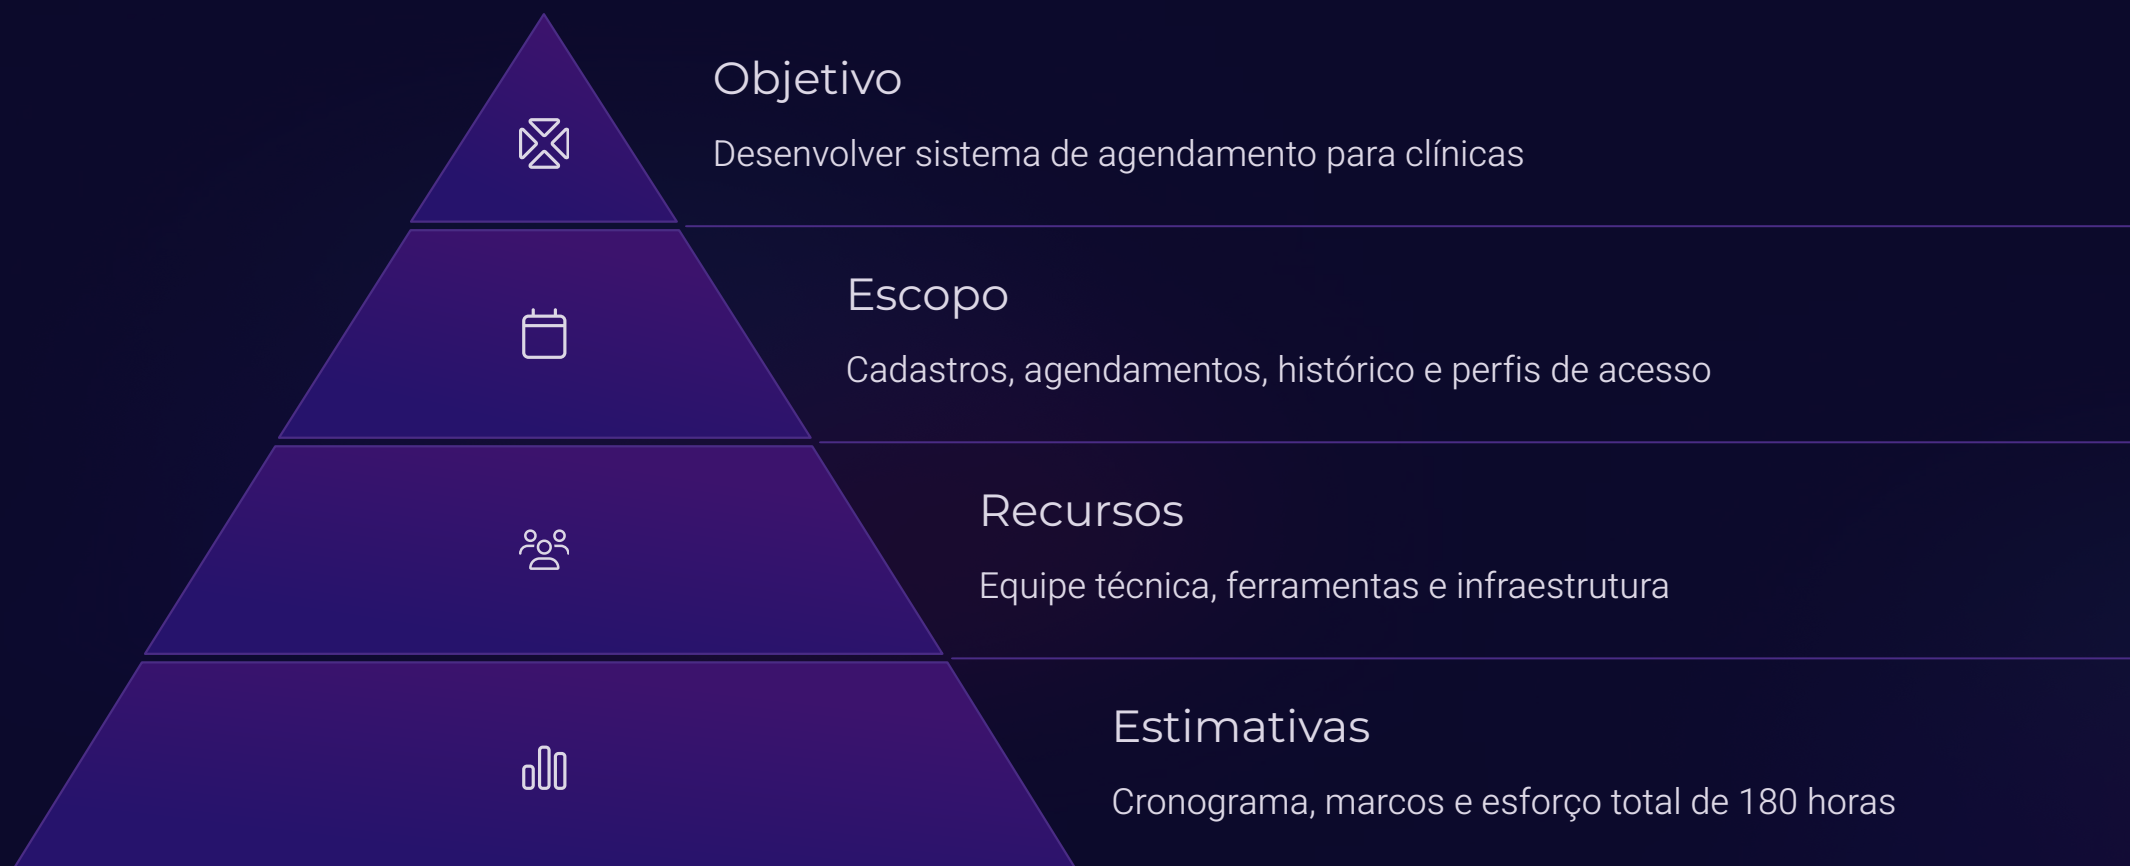 Objetivo
Desenvolver sistema de agendamento para clínicas
Escopo
Cadastros, agendamentos, histórico e perfis de acesso
Recursos
Equipe técnica, ferramentas e infraestrutura
Estimativas
Cronograma, marcos e esforço total de 180 horas